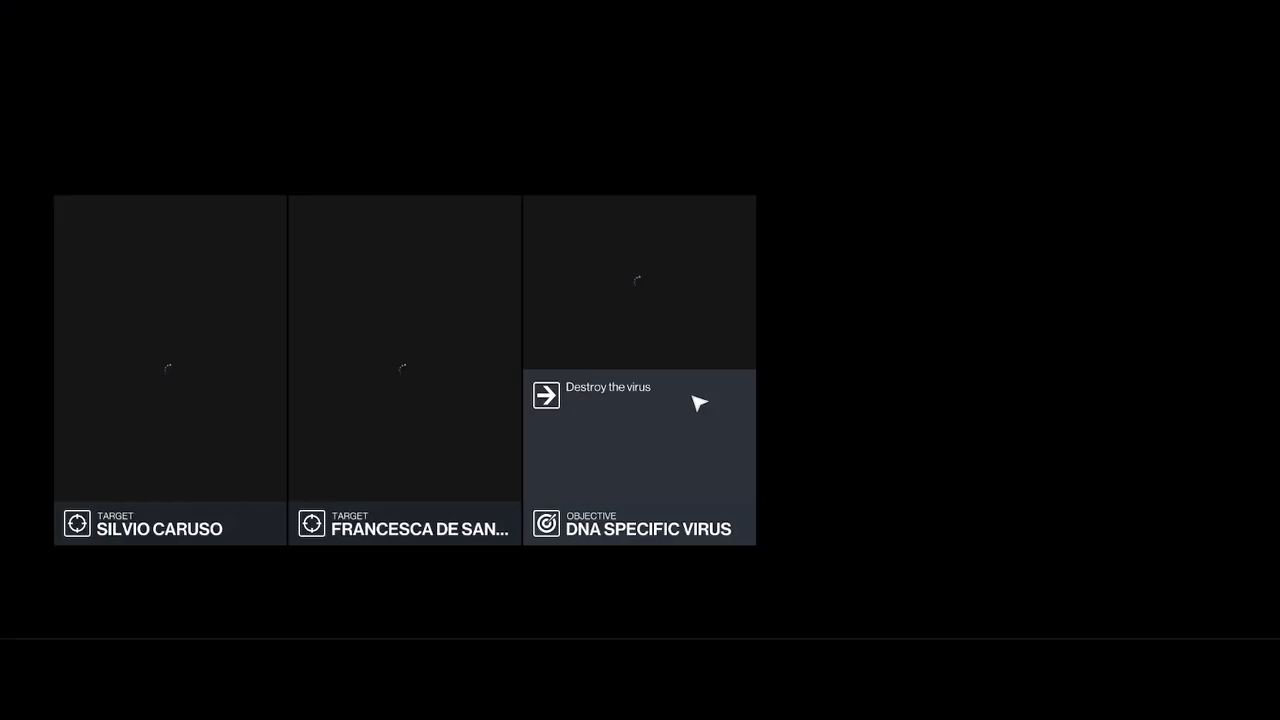 TARGET
SILVIO CARUSO
TARGET
FRANCESCA DE SAN...
Destroy the virus
OBJECTIVE
DNA SPECIFIC VIRUS